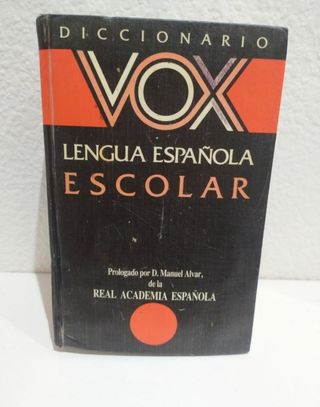 DICCIONARIO
VOX
LENGUA ESPAÑOLA
ESCOLAR
Prologado por D. Manuel Alvar,
de la
REAL ACADEMIA ESPAÑOLA